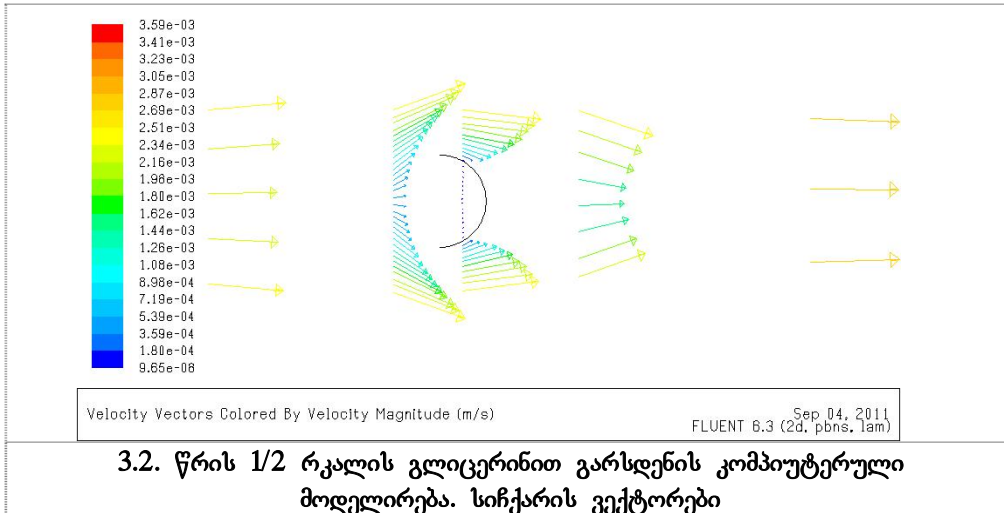 3.59e-03
3.41e-03
3.23e-03
3.05e-03
2.87e-03
2.69e-03
2.51e-03
2.34e-03
2.16e-03
1.98e-03
1.80e-03
1.62e-03
1.44e-03
1.26e-03
1.08e-03
8.98e-04
7.19e-04
5.39e-04
3.59e-04
1.80e-04
9.65e-08
Velocity Vectors Colored By Velocity Magnitude (m/s)
Sep 04, 2011
FLUENT 6.3 (2d, pbns, lam)
3.2. წრის 1/2 რკალის გლიცერინით გარსდენის კომპიუტერული
მოდელირება. სიჩქარის ვექტორები